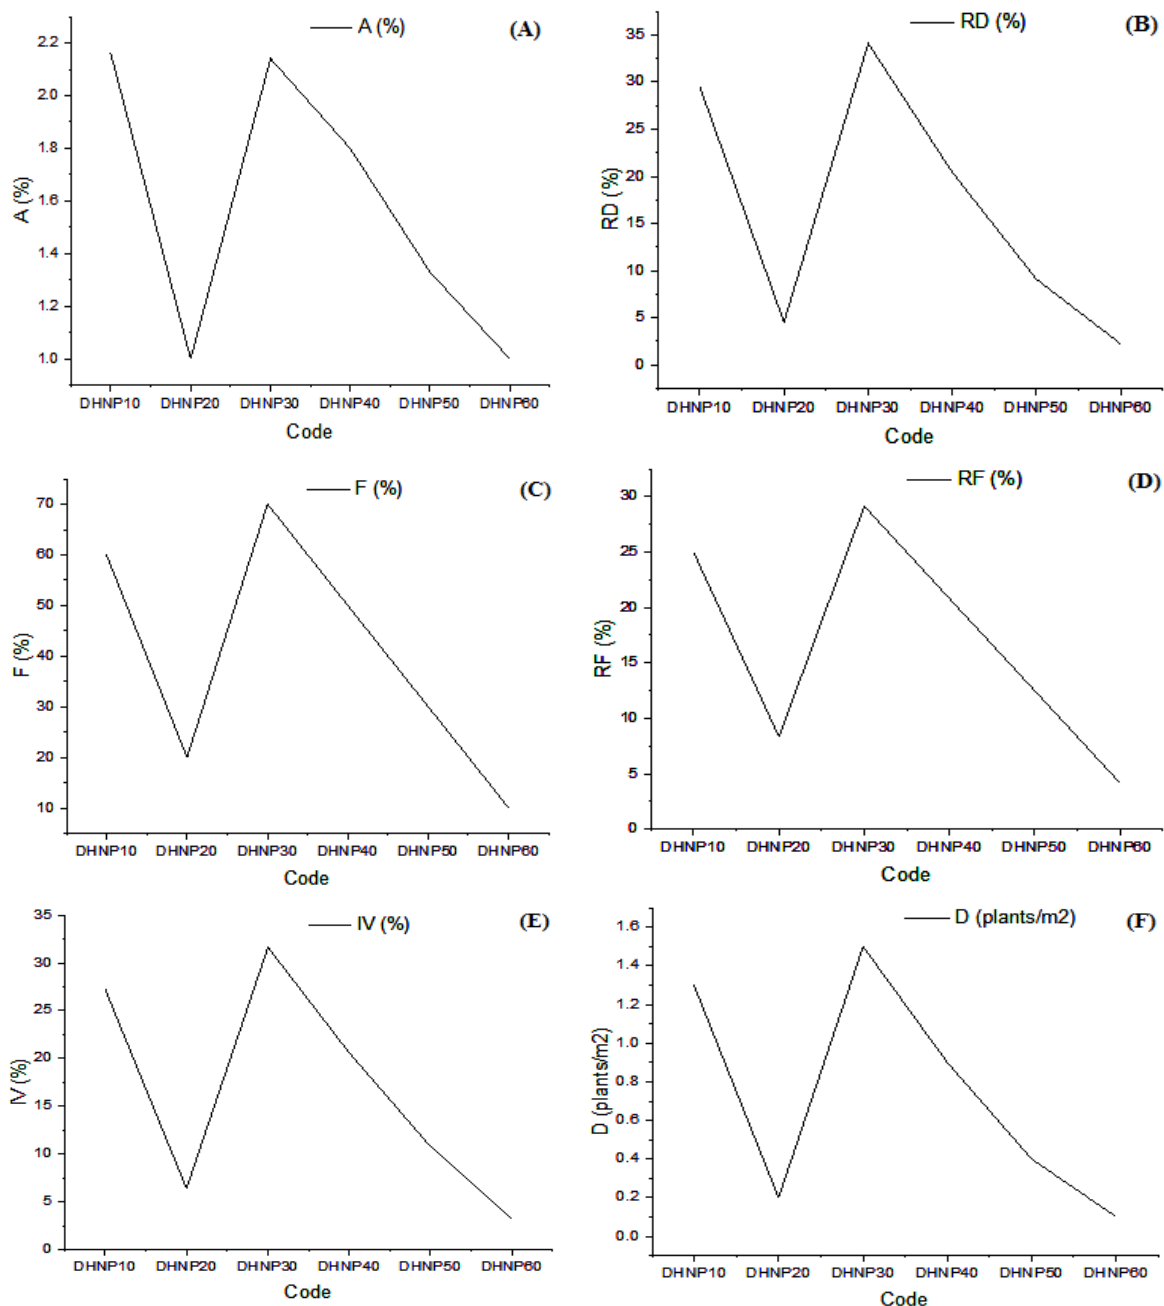 A (%)
(A)
2.2
2.0
1.8
1.6
1.4
1.2
1.0
A (%)
DHNP10 DHNP20 DHNP30 DHNP40 DHNP50 DHNP60
Code
RD (%)
(B)
35
30
25
20
15
10
5
0
RD (%)
DHNP10 DHNP20 DHNP30 DHNP40 DHNP50 DHNP60
Code
F (%)
(C)
70
60
50
40
30
20
10
F (%)
DHNP10 DHNP20 DHNP30 DHNP40 DHNP50 DHNP60
Code
RF (%)
(D)
30
25
20
15
10
5
0
RF (%)
DHNP10 DHNP20 DHNP30 DHNP40 DHNP50 DHNP60
Code
IV (%)
(E)
35
30
25
20
15
10
5
0
IV (%)
DHNP10 DHNP20 DHNP30 DHNP40 DHNP50 DHNP60
Code
D (plants/m2)
(F)
1.6
1.4
1.2
1.0
0.8
0.6
0.4
0.2
0.0
D (plants/m2)
DHNP10 DHNP20 DHNP30 DHNP40 DHNP50 DHNP60
Code